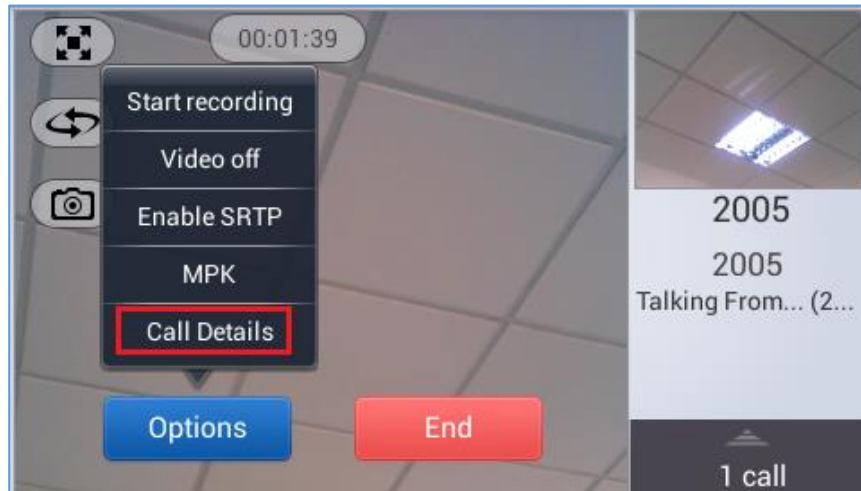 00:01:39
Start recording
Video off
Enable SRTP
MPK
Call Details
Options
End
2005
2005
Talking From... (2...
1 call